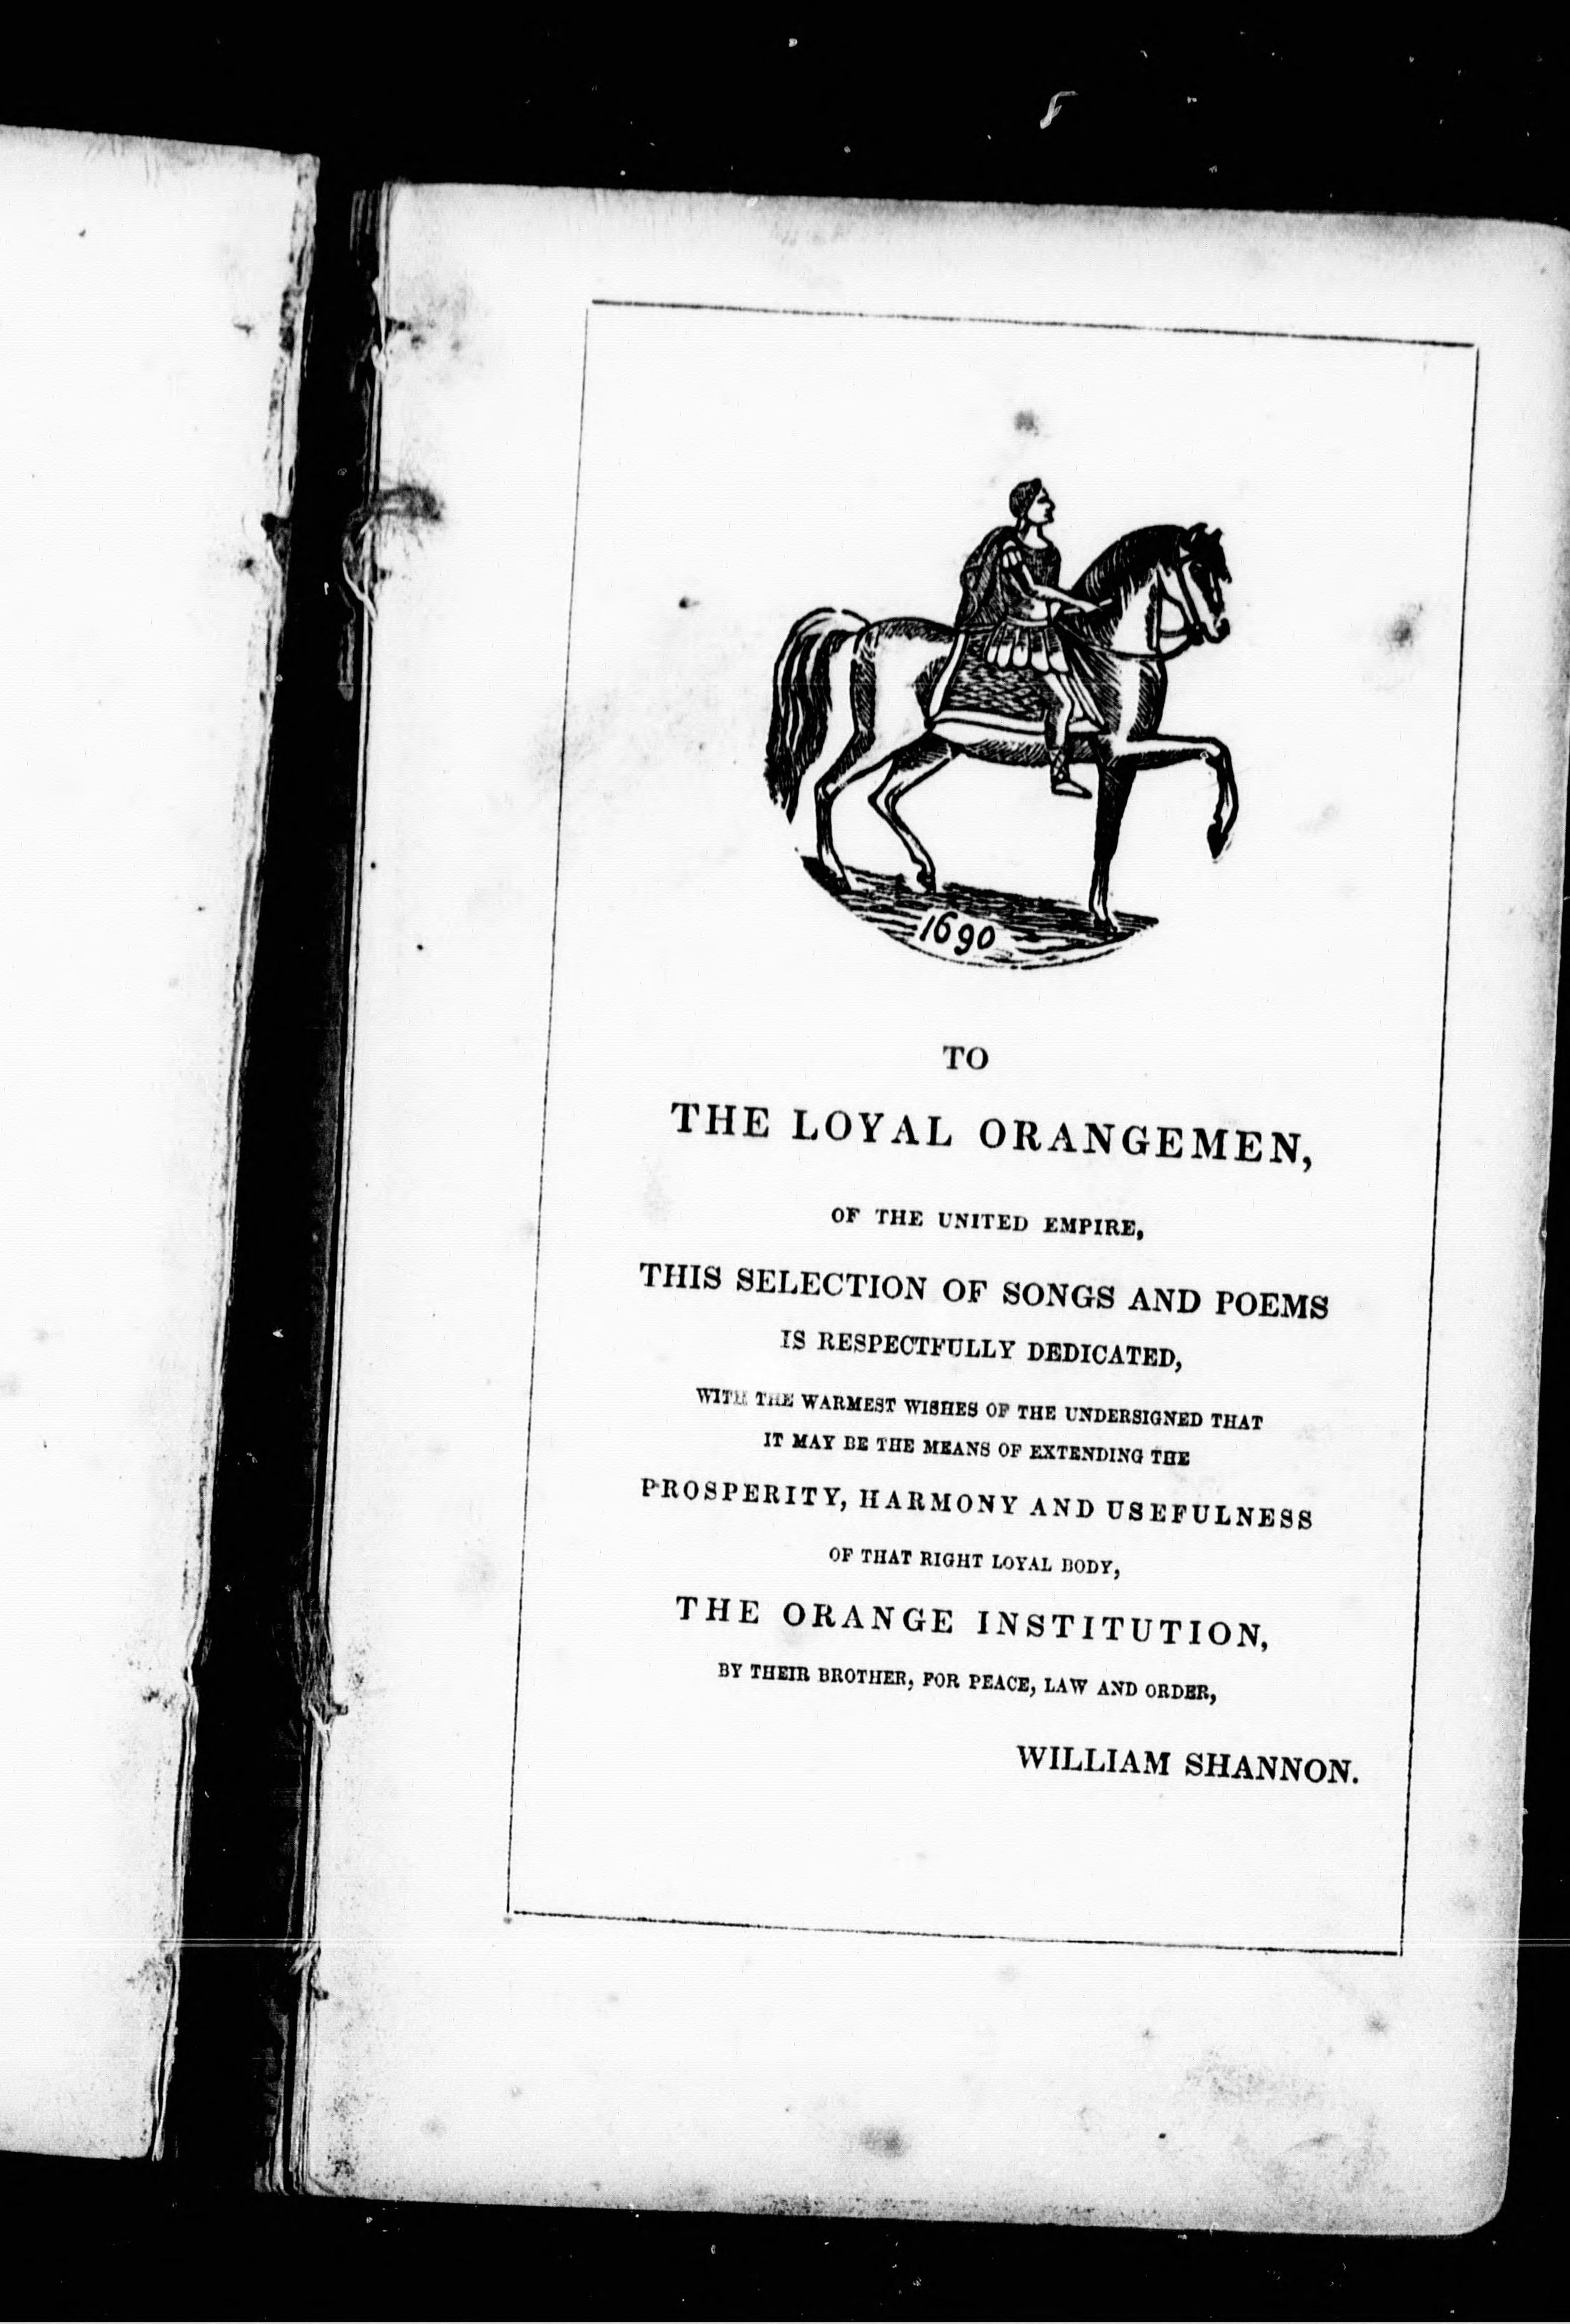 1690
TO
THE LOYAL ORANGEMEN,
OF THE UNITED EMPIRE,
THIS SELECTION OF SONGS AND POEMS
IS RESPECTFULLY DEDICATED,
WITH THE WARMEST WISHES OF THE UNDERSIGNED THAT
IT MAY BE THE MEANS OF EXTENDING THE
PROSPERITY, HARMONY AND USEFULNESS
OF THAT RIGHT LOYAL BODY,
THE ORANGE INSTITUTION,
BY THEIR BROTHER, FOR PEACE, LAW AND ORDER,
WILLIAM SHANNON.